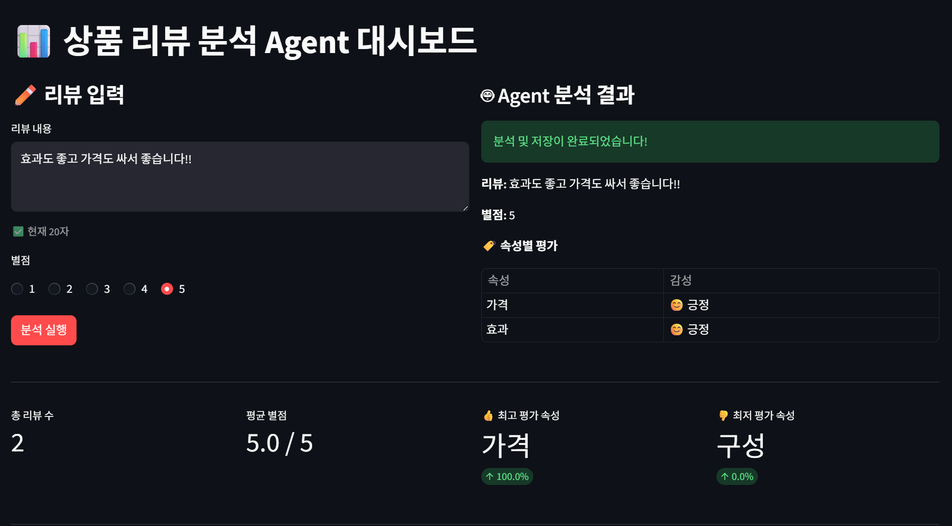 📊 상품 리뷰 분석 Agent 대시보드
✏️ 리뷰 입력
리뷰 내용
효과도 좋고 가격도 싸서 좋습니다!!
✅ 현재 20자
별점
1 2 3 4 5
분석 실행
🤖 Agent 분석 결과
분석 및 저장이 완료되었습니다!
리뷰: 효과도 좋고 가격도 싸서 좋습니다!!
별점: 5
🏷️ 속성별 평가
속성 감성
가격 😊 긍정
효과 😊 긍정
총 리뷰 수
2
평균 별점
5.0 / 5
👍 최고 평가 속성
가격
↑ 100.0%
👎 최저 평가 속성
구성
↑ 0.0%